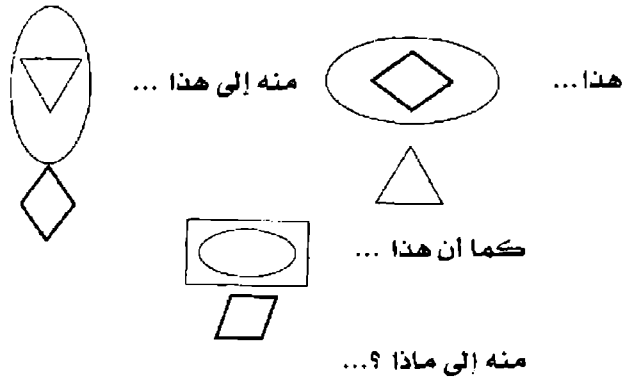 هذا...
منه إلى هذا ...
كما أن هذا ...
منه إلى ماذا ؟...